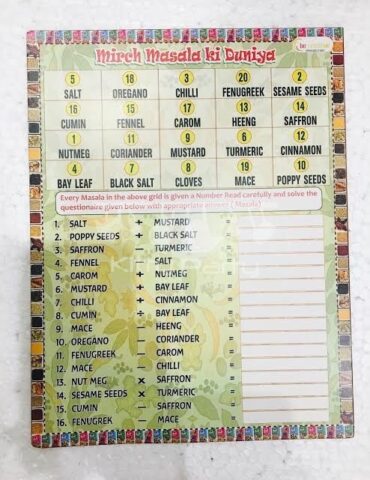 Mirch Masala ki Duniya
5 18 3 20 2
SALT OREGANO CHILLI FENUGREEK SESAME SEEDS
16 15 17 13 14
CUMIN FENNEL CAROM HEENG SAFFRON
1 11 9 6 12
NUTMEG CORIANDER MUSTARD TURMERIC CINNAMON
4 7 8 19 10
BAY LEAF BLACK SALT CLOVES MACE POPPY SEEDS
Every Masala in the above grid is given a Number Read carefully and solve the
questionaire given below with appropriate answer ( Masala)
1. SALT + MUSTARD =
2. POPPY SEEDS + BLACK SALT =
3. SAFFRON - TURMERIC =
4. FENNEL ÷ SALT =
5. CAROM + NUTMEG =
6. MUSTARD + BAY LEAF =
7. CHILLI + CINNAMON =
8. CUMIN ÷ BAY LEAF =
9. MACE - HEENG =
10. OREGANO - CORIANDER =
11. FENUGREEK - CAROM =
12. MACE - CHILLI =
13. NUT MEG × SAFFRON =
14. SESAME SEEDS × TURMERIC =
15. CUMIN - SAFFRON =
16. FENUGREK - MACE =